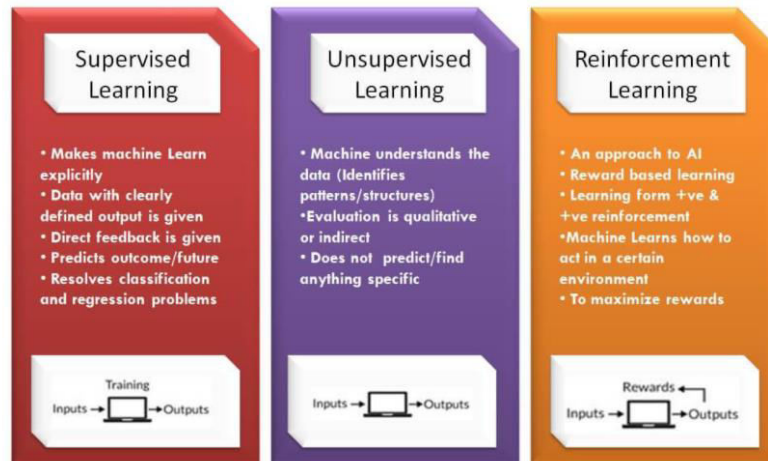 Supervised
Learning
• Makes machine Learn
explicitly
• Data with clearly
defined output is given
• Direct feedback is given
• Predicts outcome/future
• Resolves classification
and regression problems
Training
Inputs → → Outputs
Unsupervised
Learning
• Machine understands the
data (Identifies
patterns/structures)
•Evaluation is qualitative
or indirect
• Does not predict/find
anything specific
Inputs → → Outputs
Reinforcement
Learning
• An approach to AI
• Reward based learning
• Learning form +ve &
+ve reinforcement
•Machine Learns how to
act in a certain
environment
• To maximize rewards
Rewards
Inputs → → Outputs